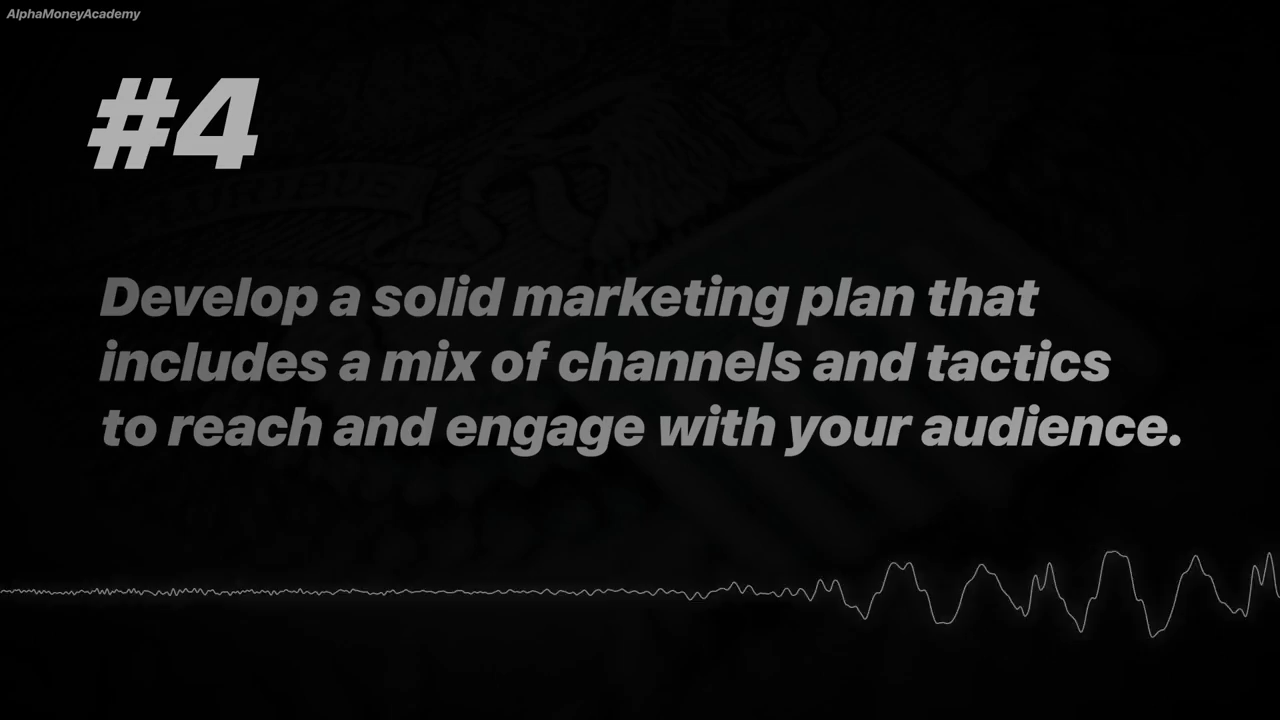 AlphaMoneyAcademy
#4
Develop a solid marketing plan that
includes a mix of channels and tactics
to reach and engage with your audience.